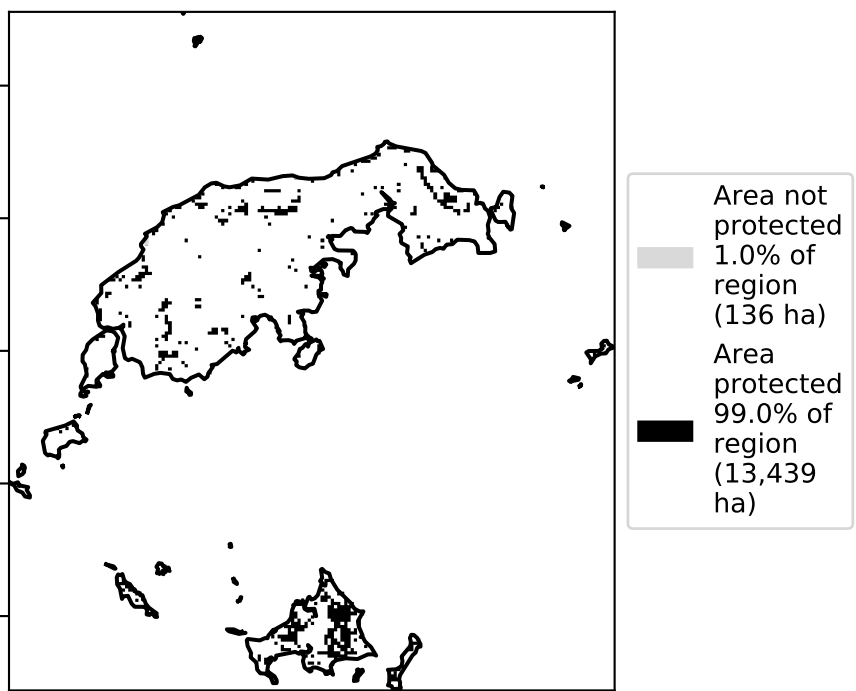 Area not
protected
1.0% of
region
(136 ha)
Area
protected
99.0% of
region
(13,439
ha)